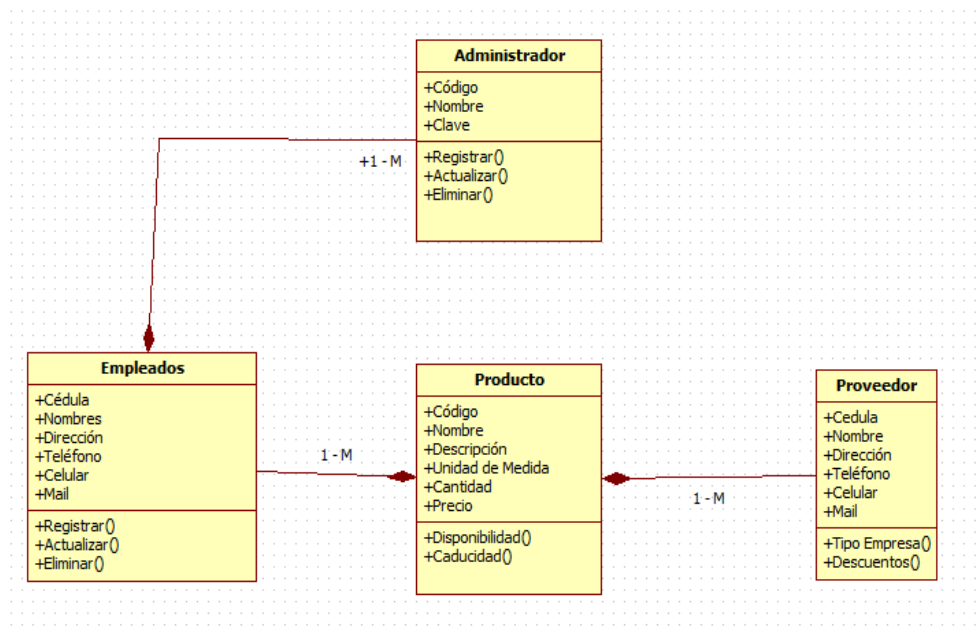 Administrador
+Código
+Nombre
+Clave
+Registrar()
+Actualizar()
+Eliminar()
+1 - M
Empleados
+Cédula
+Nombres
+Dirección
+Teléfono
+Celular
+Mail
+Registrar()
+Actualizar()
+Eliminar()
1 - M
Producto
+Código
+Nombre
+Descripción
+Unidad de Medida
+Cantidad
+Precio
+Disponibilidad()
+Caducidad()
1 - M
Proveedor
+Cedula
+Nombre
+Dirección
+Teléfono
+Celular
+Mail
+Tipo Empresa()
+Descuentos()